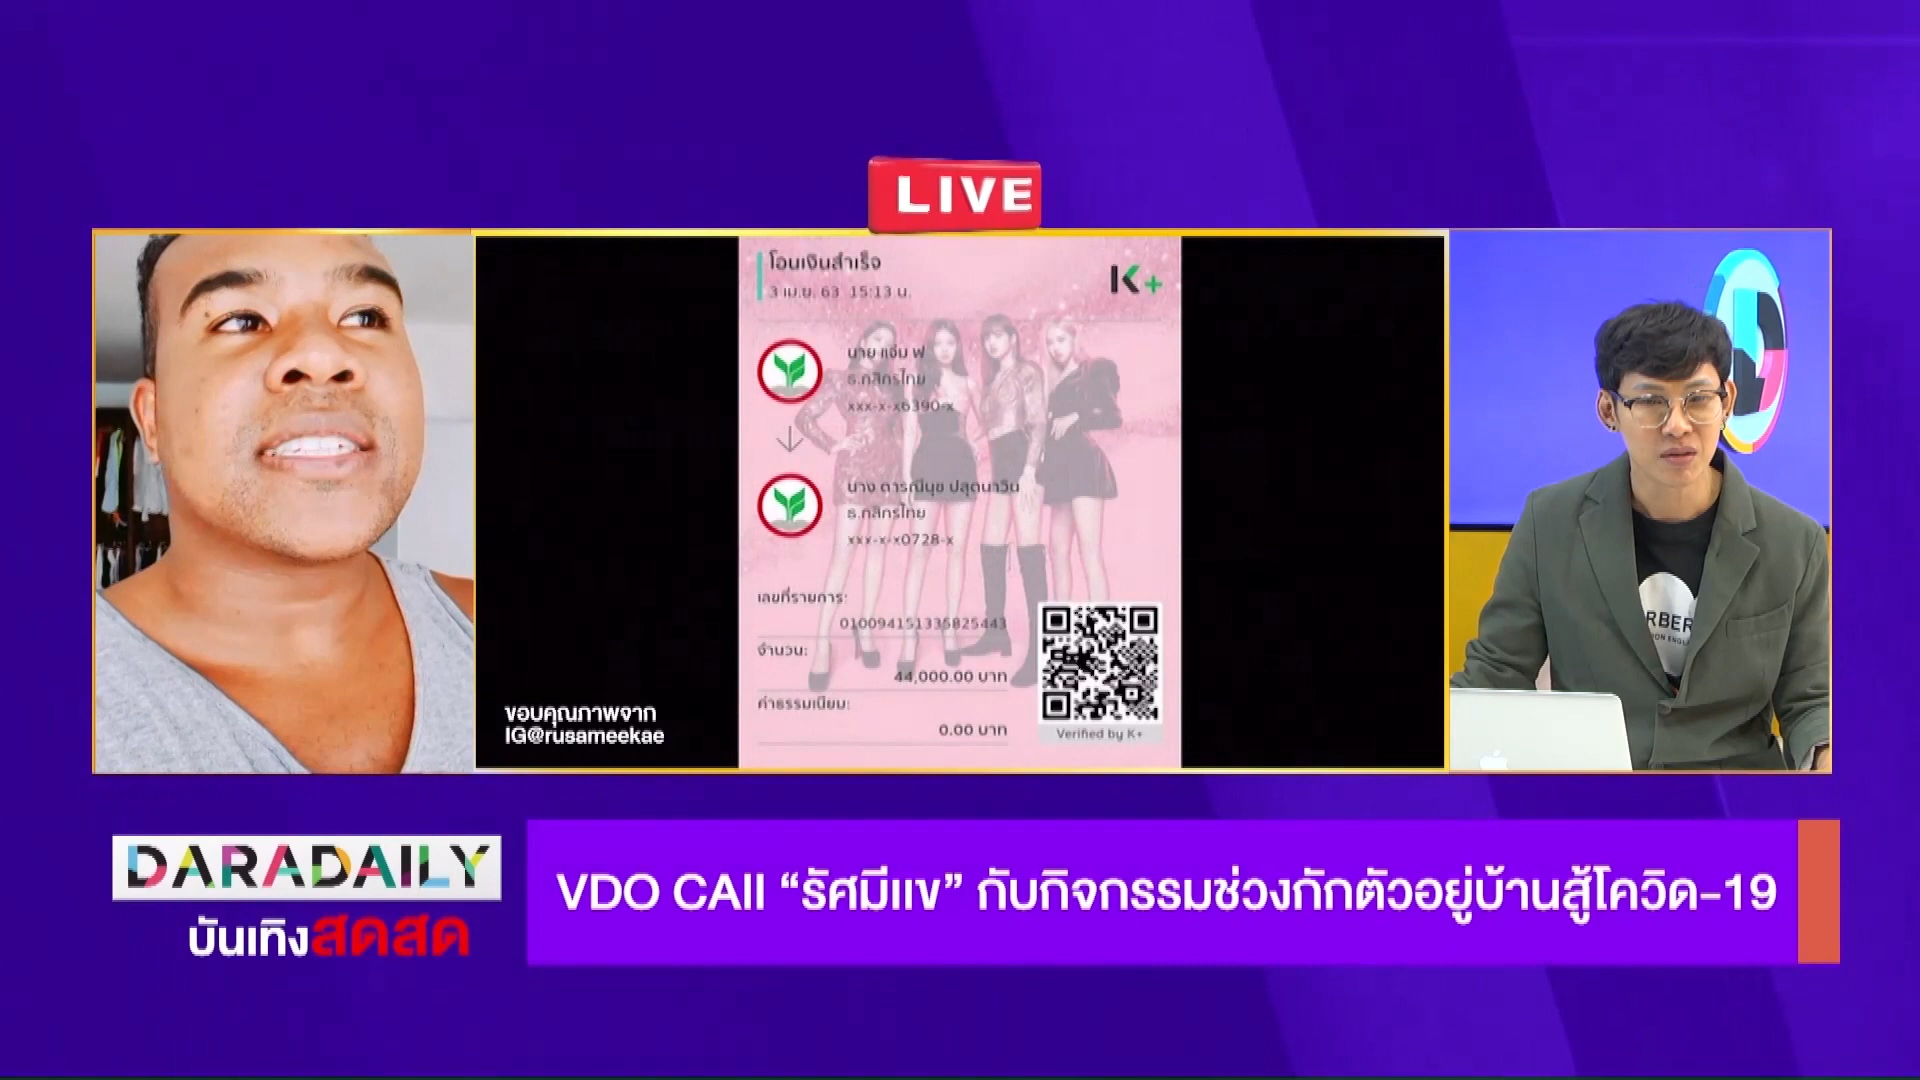 LIVE
โอนเงินสำเร็จ
3 เม.ย. 63 15:13 น.
K+
นาย แจ๊ม ฟ
ธ.กสิกรไทย
xxx-x-x6390-x
นาง ดารณีนุช ปสุตนาวิน
ธ.กสิกรไทย
xxx-x-x0728-x
เลขที่รายการ:
010094151335825443
จำนวน:
44,000.00 บาท
ค่าธรรมเนียม:
0.00 บาท
Verified by K+
ขอบคุณภาพจาก
IG@rusameekae
DARADAILY
บันเทิงสดสด
VDO CAll “รัศมีแข” กับกิจกรรมช่วงกักตัวอยู่บ้านสู้โควิด-19